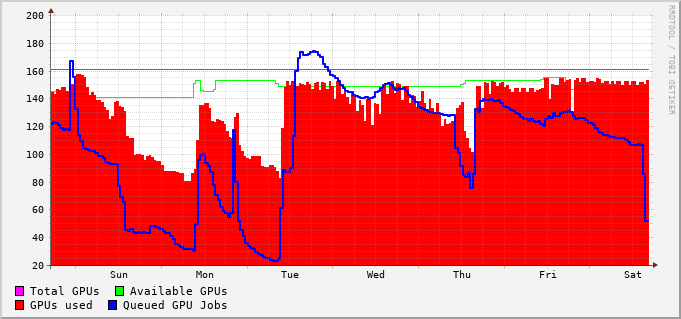 RRDTOOL / TOBI OETIKER
200
180
160
140
120
100
80
60
40
20
Sun Mon Tue Wed Thu Fri Sat
Total GPUs Available GPUs
GPUs used Queued GPU Jobs